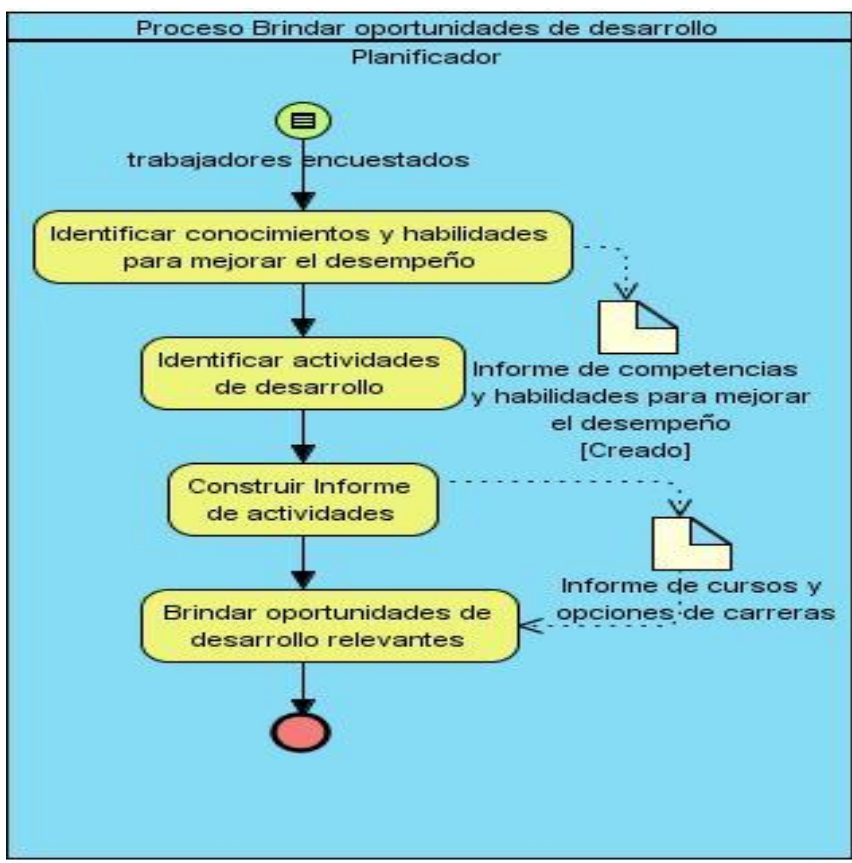 Proceso Brindar oportunidades de desarrollo
Planificador
trabajadores encuestados
Identificar conocimientos y habilidades
para mejorar el desempeño
Identificar actividades
de desarrollo
Informe de competencias
y habilidades para mejorar
el desempeño
[Creado]
Construir Informe
de actividades
Informe de cursos y
opciones de carreras
Brindar oportunidades de
desarrollo relevantes